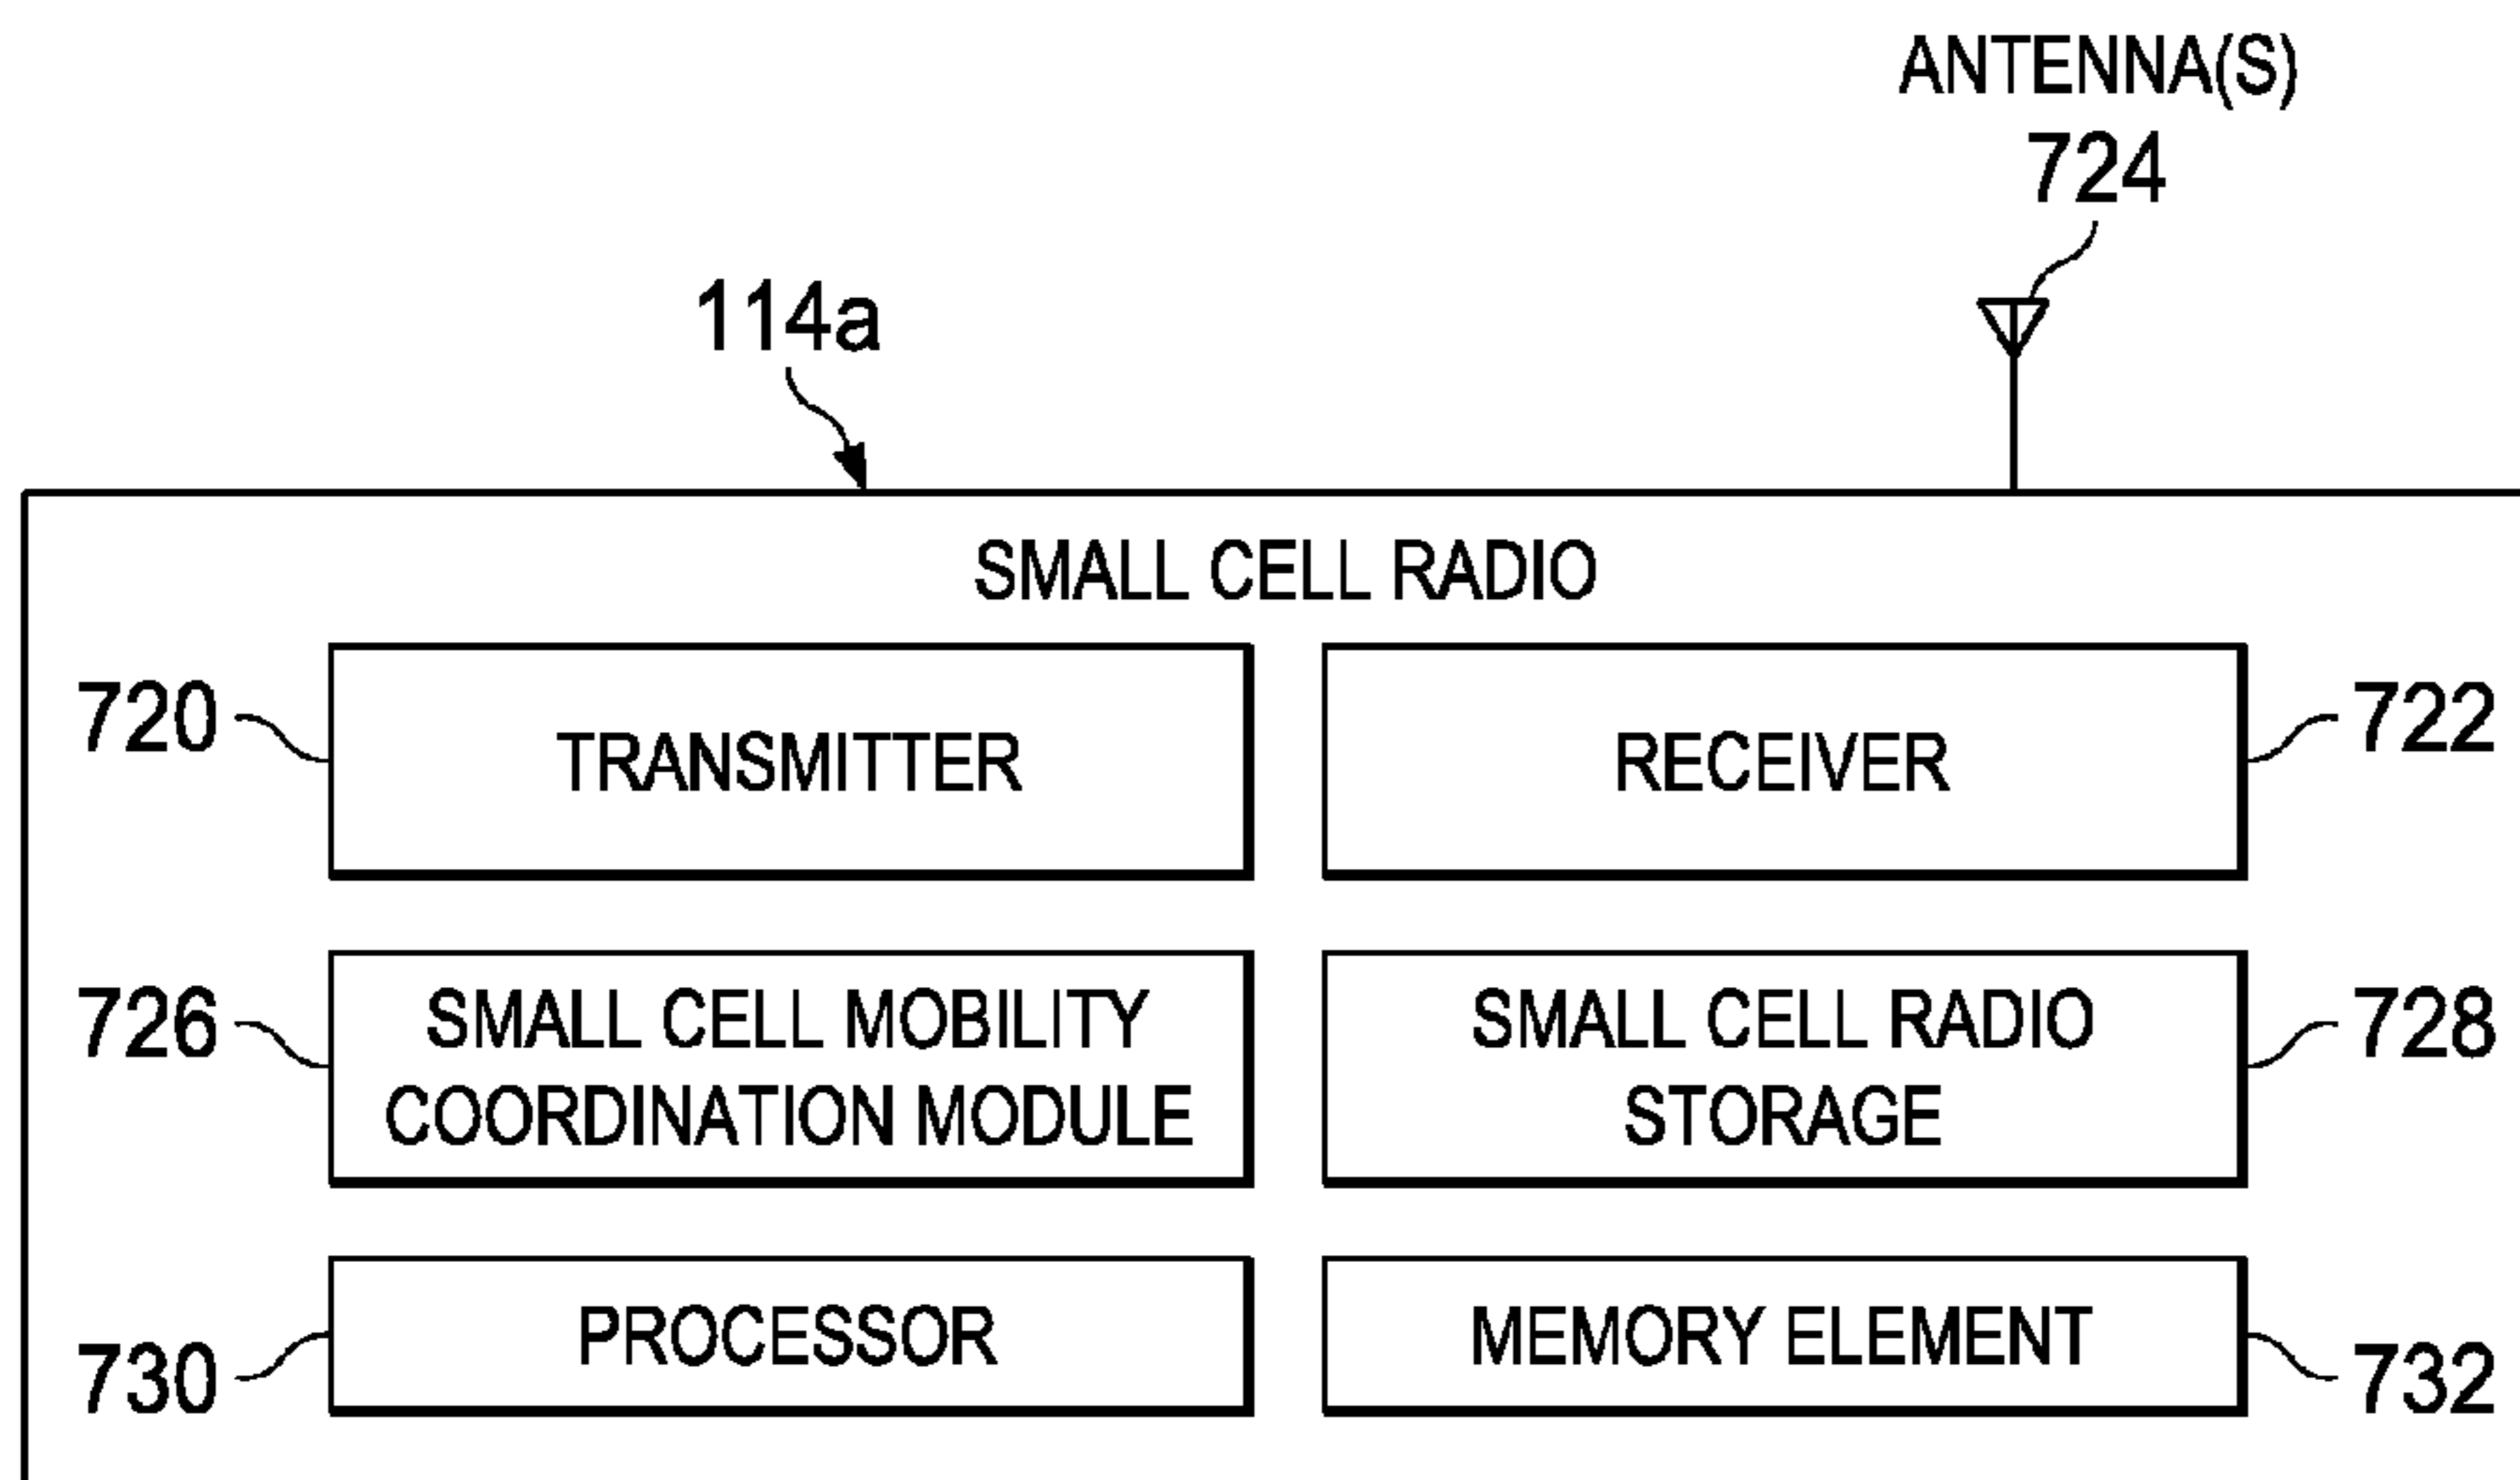 ANTENNA(S)
724
114a
SMALL CELL RADIO
720
TRANSMITTER
RECEIVER
722
726
SMALL CELL MOBILITY
COORDINATION MODULE
SMALL CELL RADIO
STORAGE
728
730
PROCESSOR
MEMORY ELEMENT
732